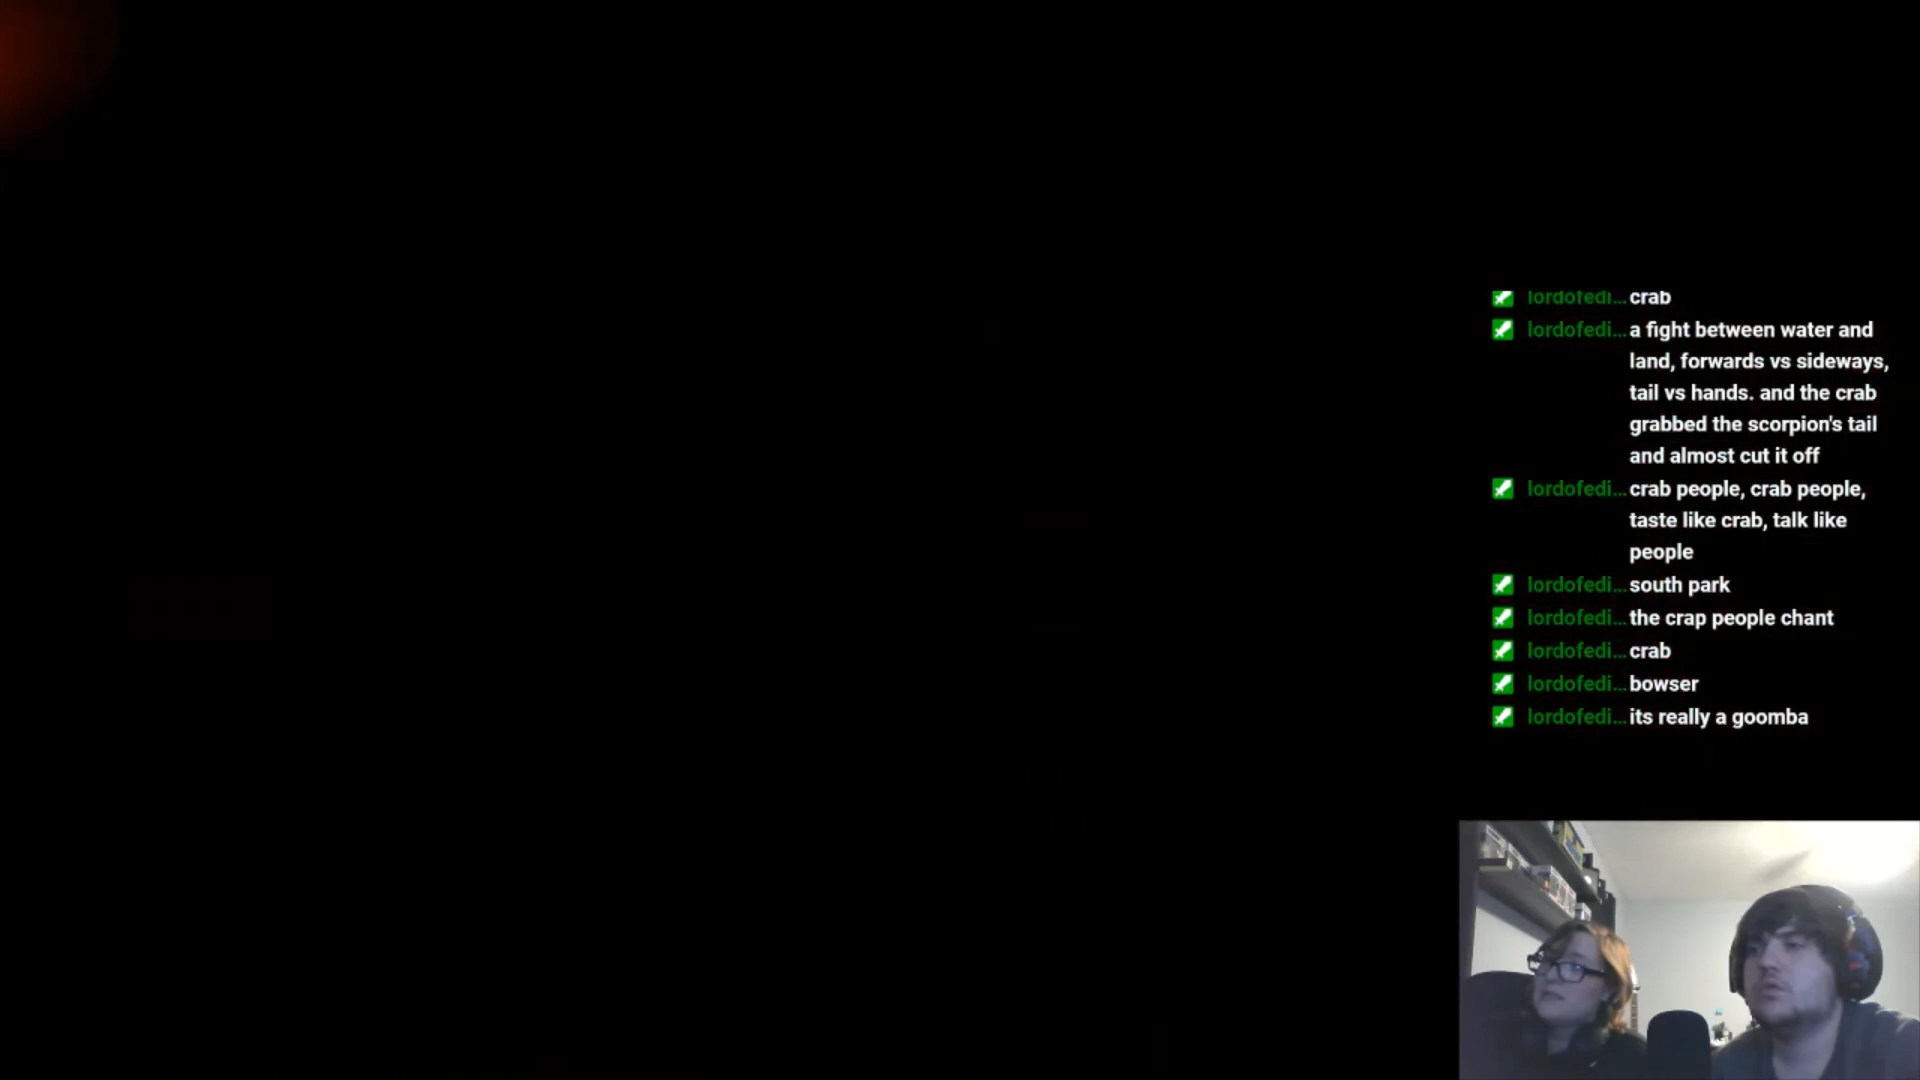 lordofedi... crab
lordofedi... a fight between water and
land, forwards vs sideways,
tail vs hands. and the crab
grabbed the scorpion's tail
and almost cut it off
lordofedi... crab people, crab people,
taste like crab, talk like
people
lordofedi... south park
lordofedi... the crap people chant
lordofedi... crab
lordofedi... bowser
lordofedi... its really a goomba